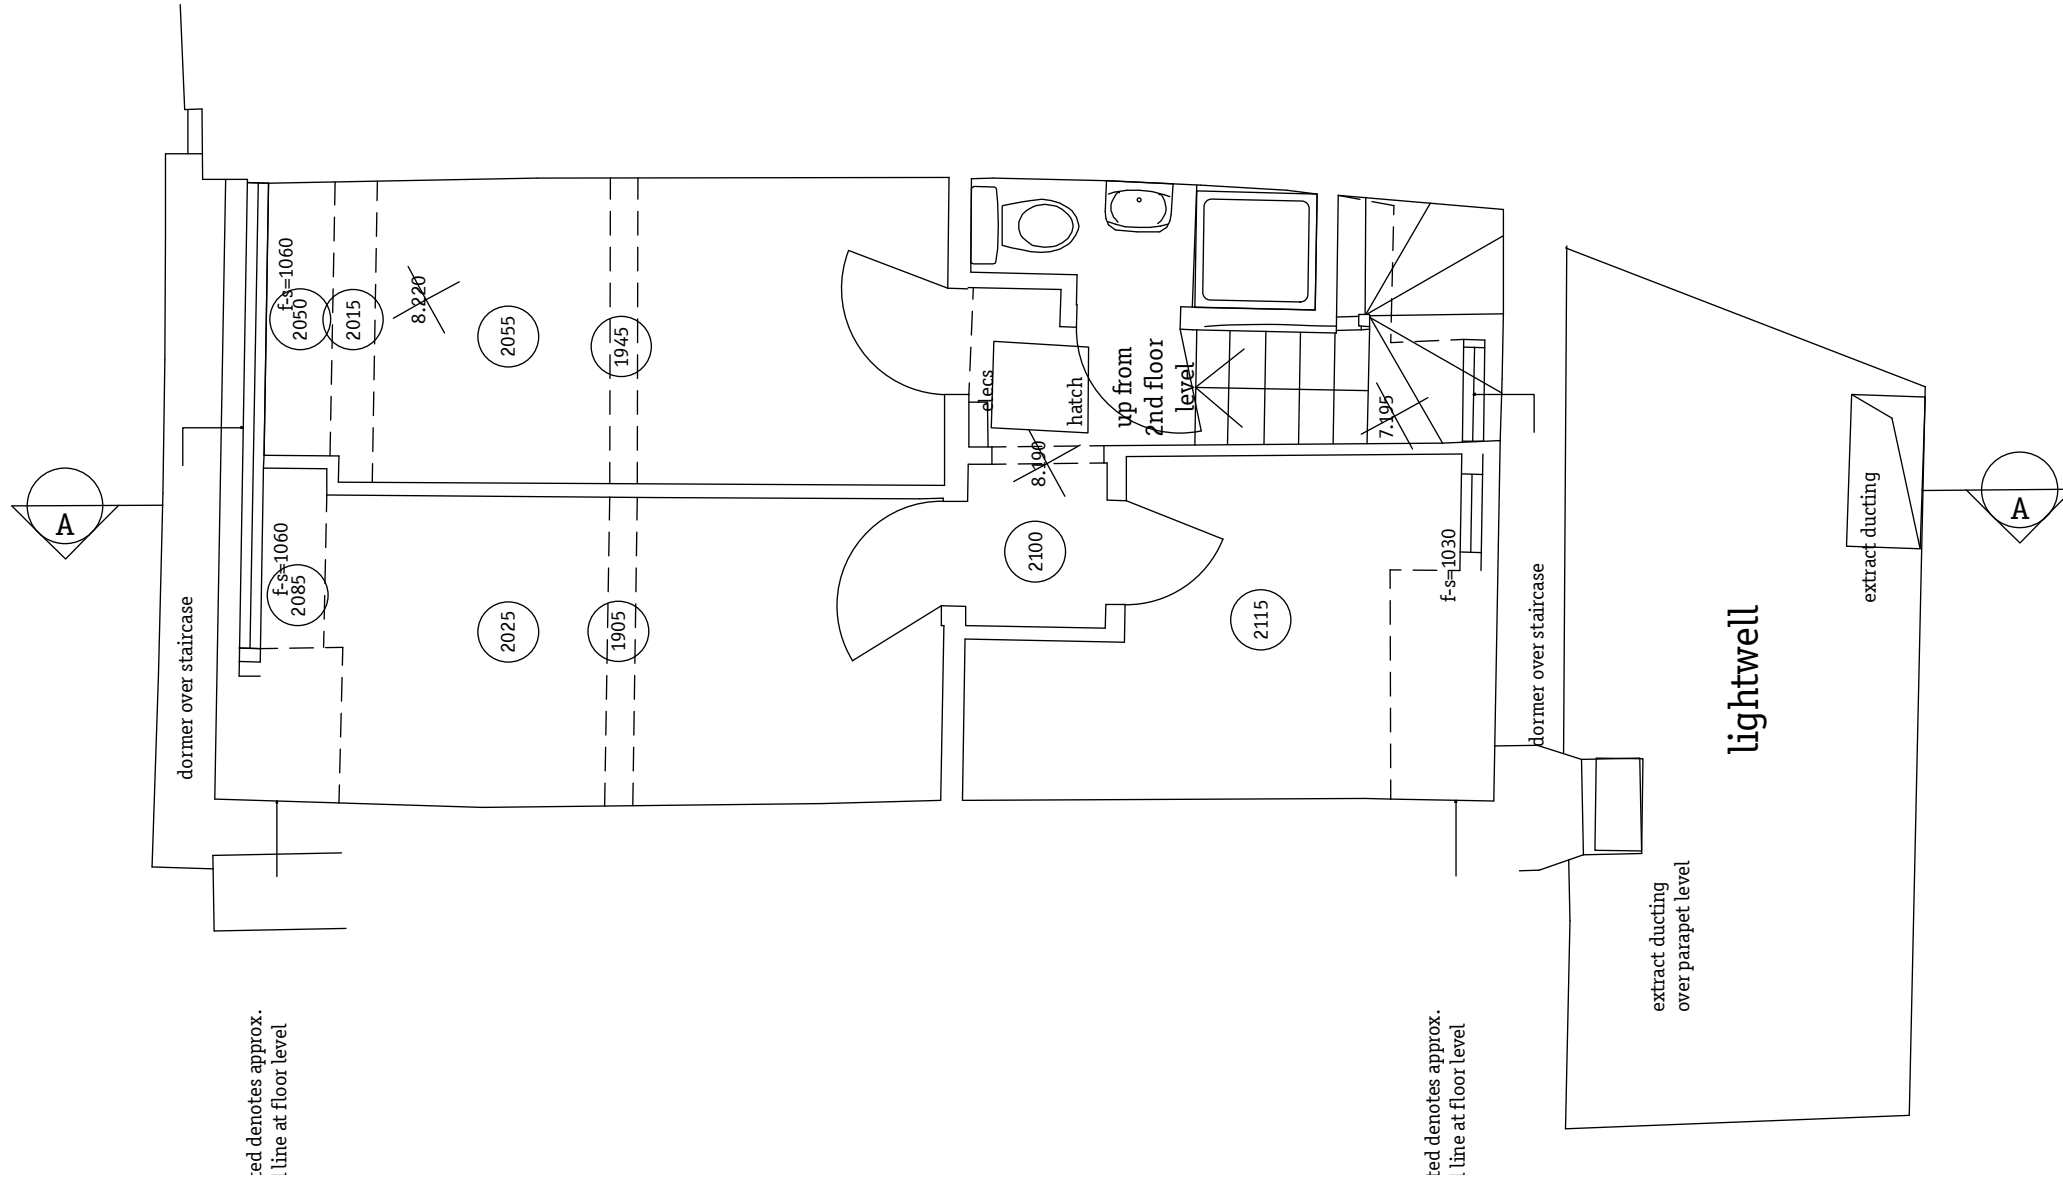 A
dormer over staircase
f-s=1060
2050
2015
8.220
2055
1945
f-s=1060
2085
2025
1905
elecs
hatch
up from
2nd floor
level
8.190
2100
7.195
2115
f-s=1030
dormer over staircase
lightwell
extract ducting
extract ducting
over parapet level
A
ted denotes approx.
line at floor level
ted denotes approx.
line at floor level